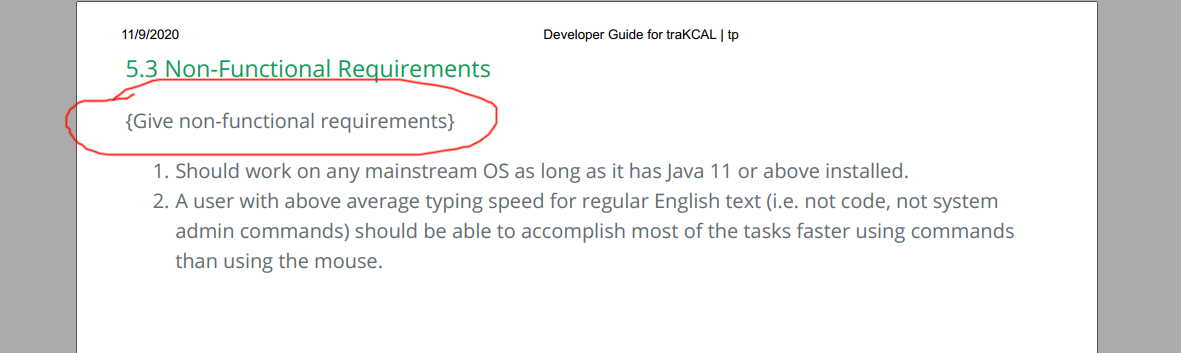 11/9/2020 Developer Guide for traKCAL | tp
5.3 Non-Functional Requirements
{Give non-functional requirements}
1. Should work on any mainstream OS as long as it has Java 11 or above installed.
2. A user with above average typing speed for regular English text (i.e. not code, not system
admin commands) should be able to accomplish most of the tasks faster using commands
than using the mouse.